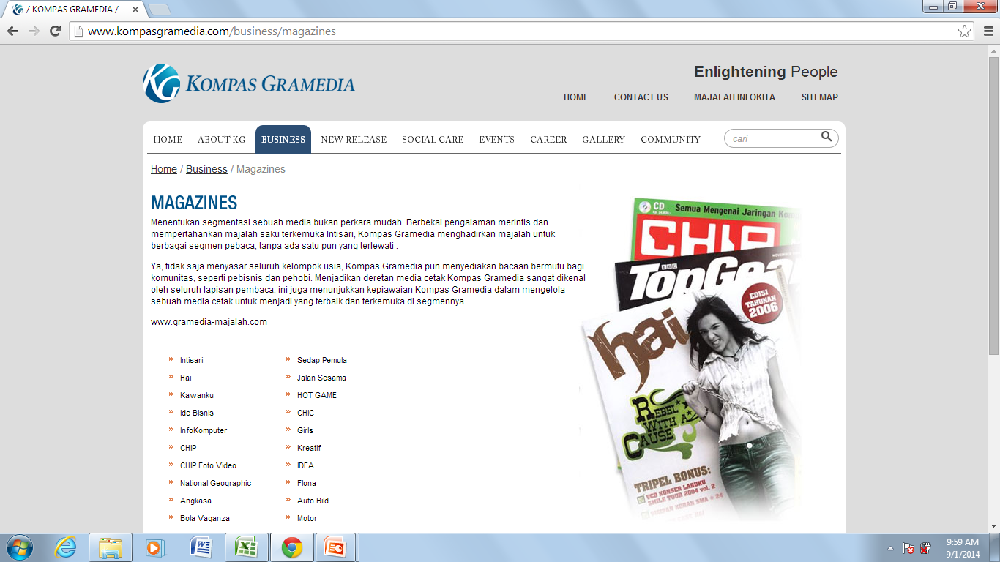 / KOMPAS GRAMEDIA /
www.kompasgramedia.com/business/magazines
KG KOMPAS GRAMEDIA
Enlightening People
HOME CONTACT US MAJALAH INFOKITA SITEMAP
HOME ABOUT KG BUSINESS NEW RELEASE SOCIAL CARE EVENTS CAREER GALLERY COMMUNITY cari
Home / Business / Magazines
MAGAZINES
Menentukan segmentasi sebuah media bukan perkara mudah. Berbekal pengalaman merintis dan
mempertahankan majalah saku terkemuka Intisari, Kompas Gramedia menghadirkan majalah untuk
berbagai segmen pebaca, tanpa ada satu pun yang terlewati .
Ya, tidak saja menyasar seluruh kelompok usia, Kompas Gramedia pun menyediakan bacaan bermutu bagi
komunitas, seperti pebisnis dan pehobi. Menjadikan deretan media cetak Kompas Gramedia sangat dikenal
oleh seluruh lapisan pembaca. ini juga menunjukkan kepiawaian Kompas Gramedia dalam mengelola
sebuah media cetak untuk menjadi yang terbaik dan terkemuka di segmennya.
www.gramedia-majalah.com
» Intisari
» Hai
» Kawanku
» Ide Bisnis
» InfoKomputer
» CHIP
» CHIP Foto Video
» National Geographic
» Angkasa
» Bola Vaganza
» Sedap Pemula
» Jalan Sesama
» HOT GAME
» CHIC
» Girls
» Kreatif
» IDEA
» Flona
» Auto Bild
» Motor
CD
Semua Mengenai Jaringan Kom
CHIP
BBC
TopGea
EDISI
TAHUNAN
2006
hai
REBEL
WITH A
CAUSE
TRIPEL BONUS:
VCD KONSER LARUKU
SMILE TOUR 2004 vol. 2
9:59 AM
9/1/2014